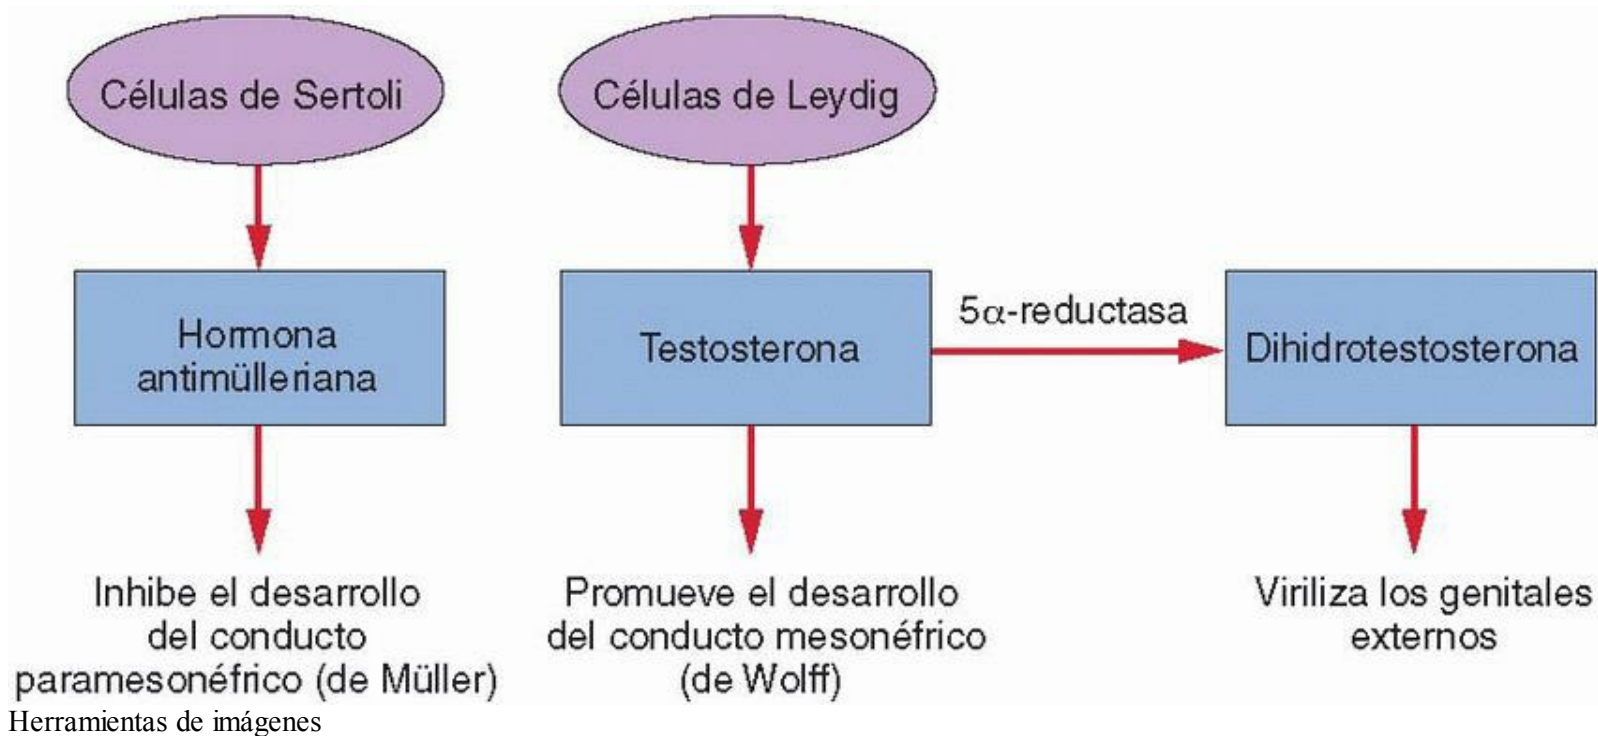 Células de Sertoli
Células de Leydig
Hormona
antimülleriana
Testosterona
5α-reductasa
Dihidrotestosterona
Inhibe el desarrollo
del conducto
paramesonéfrico (de Müller)
Promueve el desarrollo
del conducto mesonéfrico
(de Wolff)
Viriliza los genitales
externos
Herramientas de imágenes